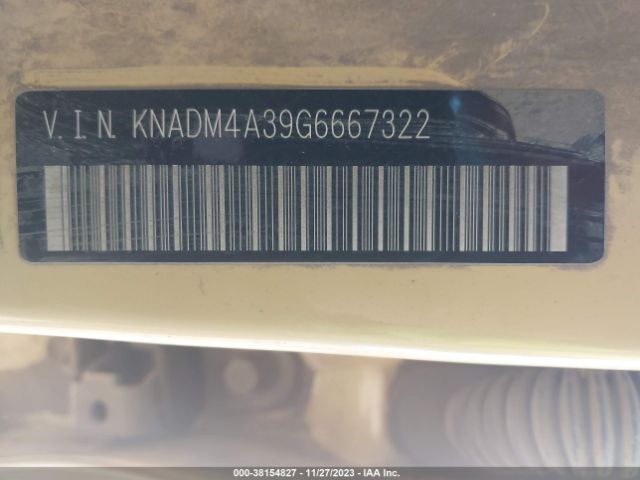 V.I.N. KNADM4A39G6667322
000-38154827 - 11/27/2023 - IAA Inc.